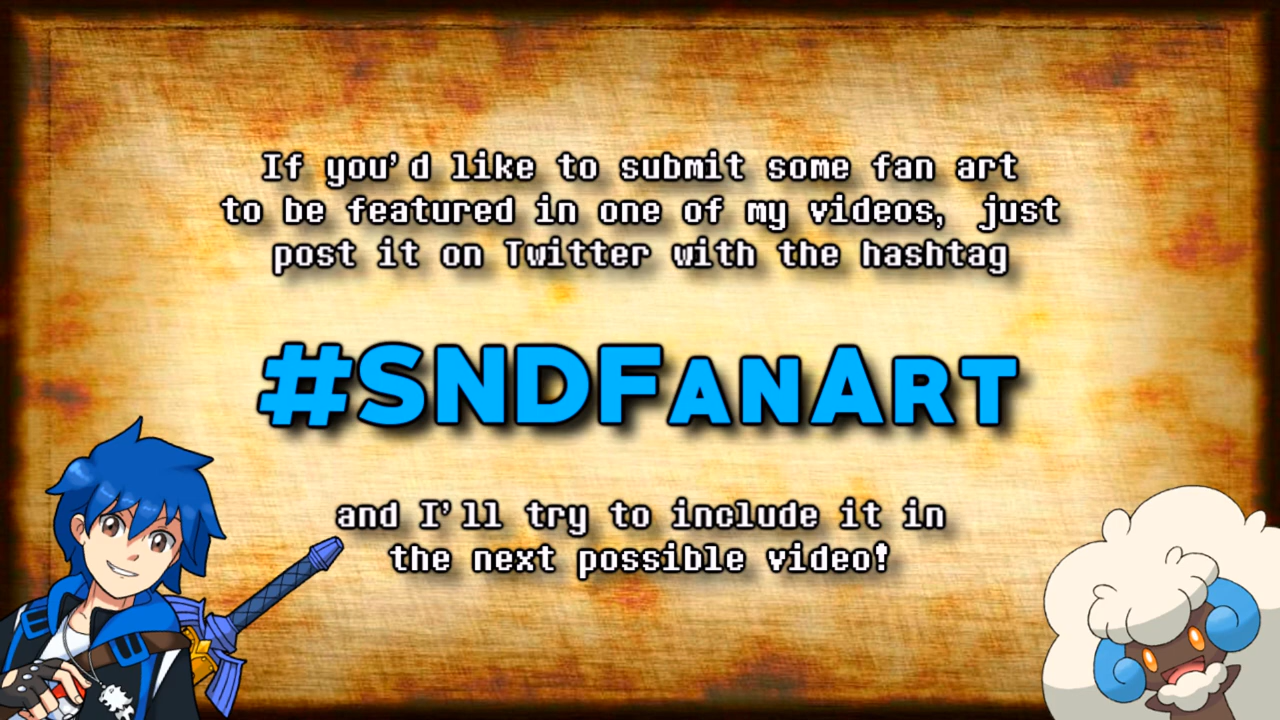 If you'd like to submit some fan art
to be featured in one of my videos, just
post it on Twitter with the hashtag
#SNDFanArt
and I'll try to include it in
the next possible video!